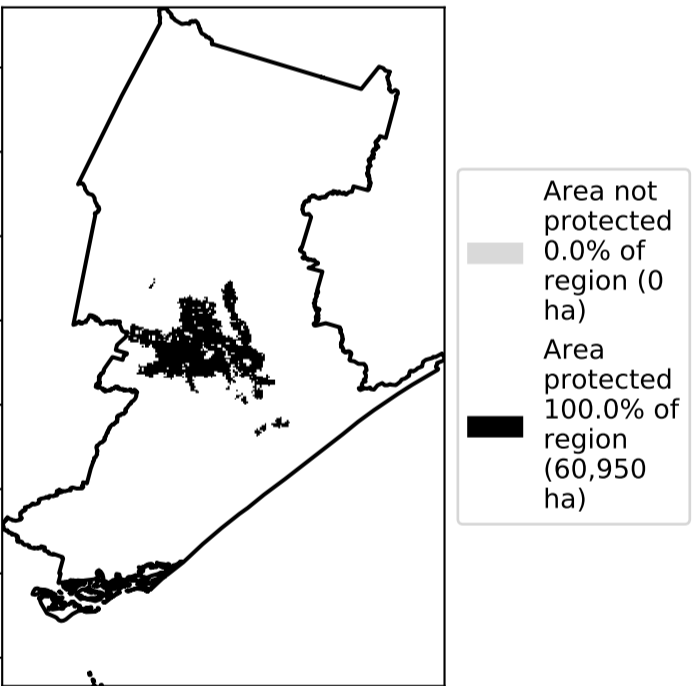 Area not
protected
0.0% of
region (0
ha)
Area
protected
100.0% of
region
(60,950
ha)